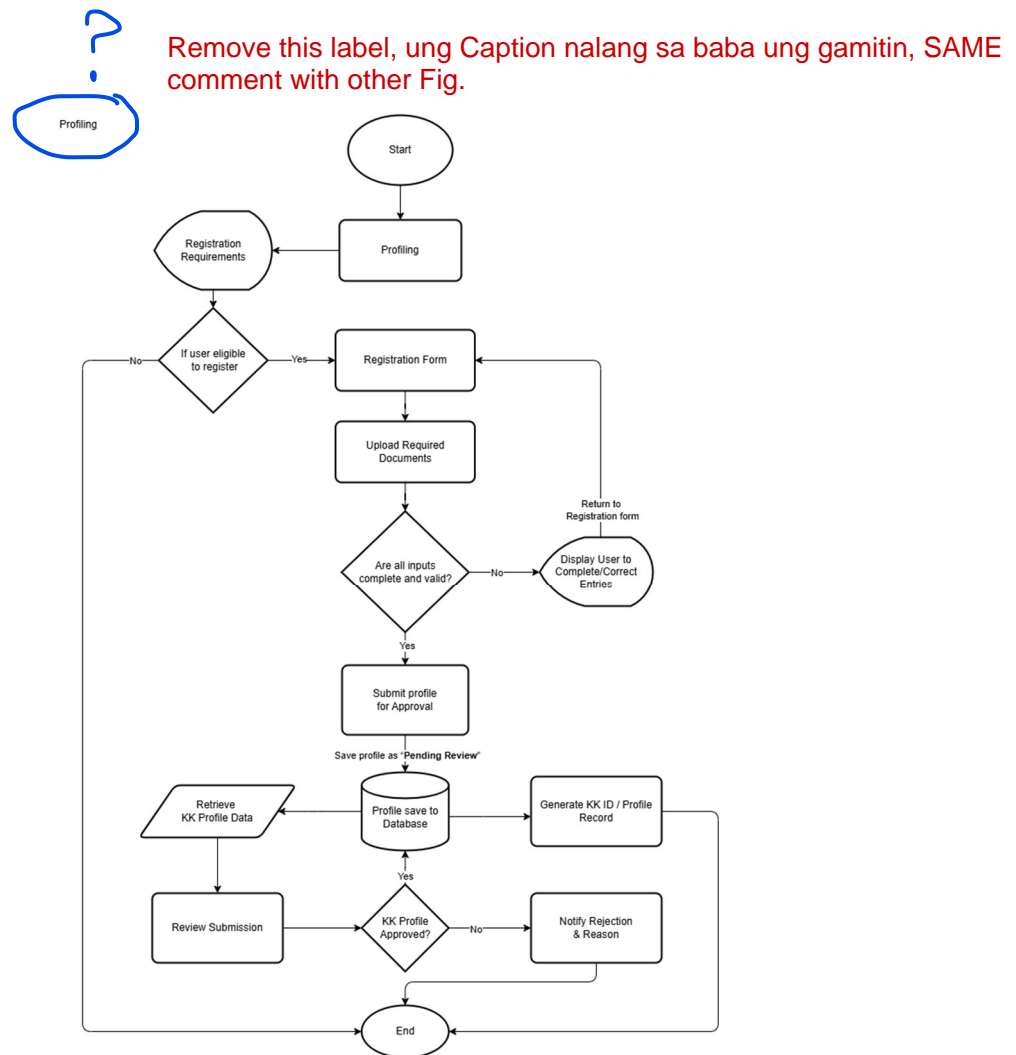 ?
Remove this label, ung Caption nalang sa baba ung gamitin, SAME
comment with other Fig.
Profiling
Start
Profiling
Registration
Requirements
If user eligible
to register
No
Yes
Registration Form
Upload Required
Documents
Return to
Registration form
Are all inputs
complete and valid?
No
Display User to
Complete/Correct
Entries
Yes
Submit profile
for Approval
Save profile as "Pending Review"
Retrieve
KK Profile Data
Profile save to
Database
Generate KK ID / Profile
Record
Yes
Review Submission
KK Profile
Approved?
No
Notify Rejection
& Reason
End